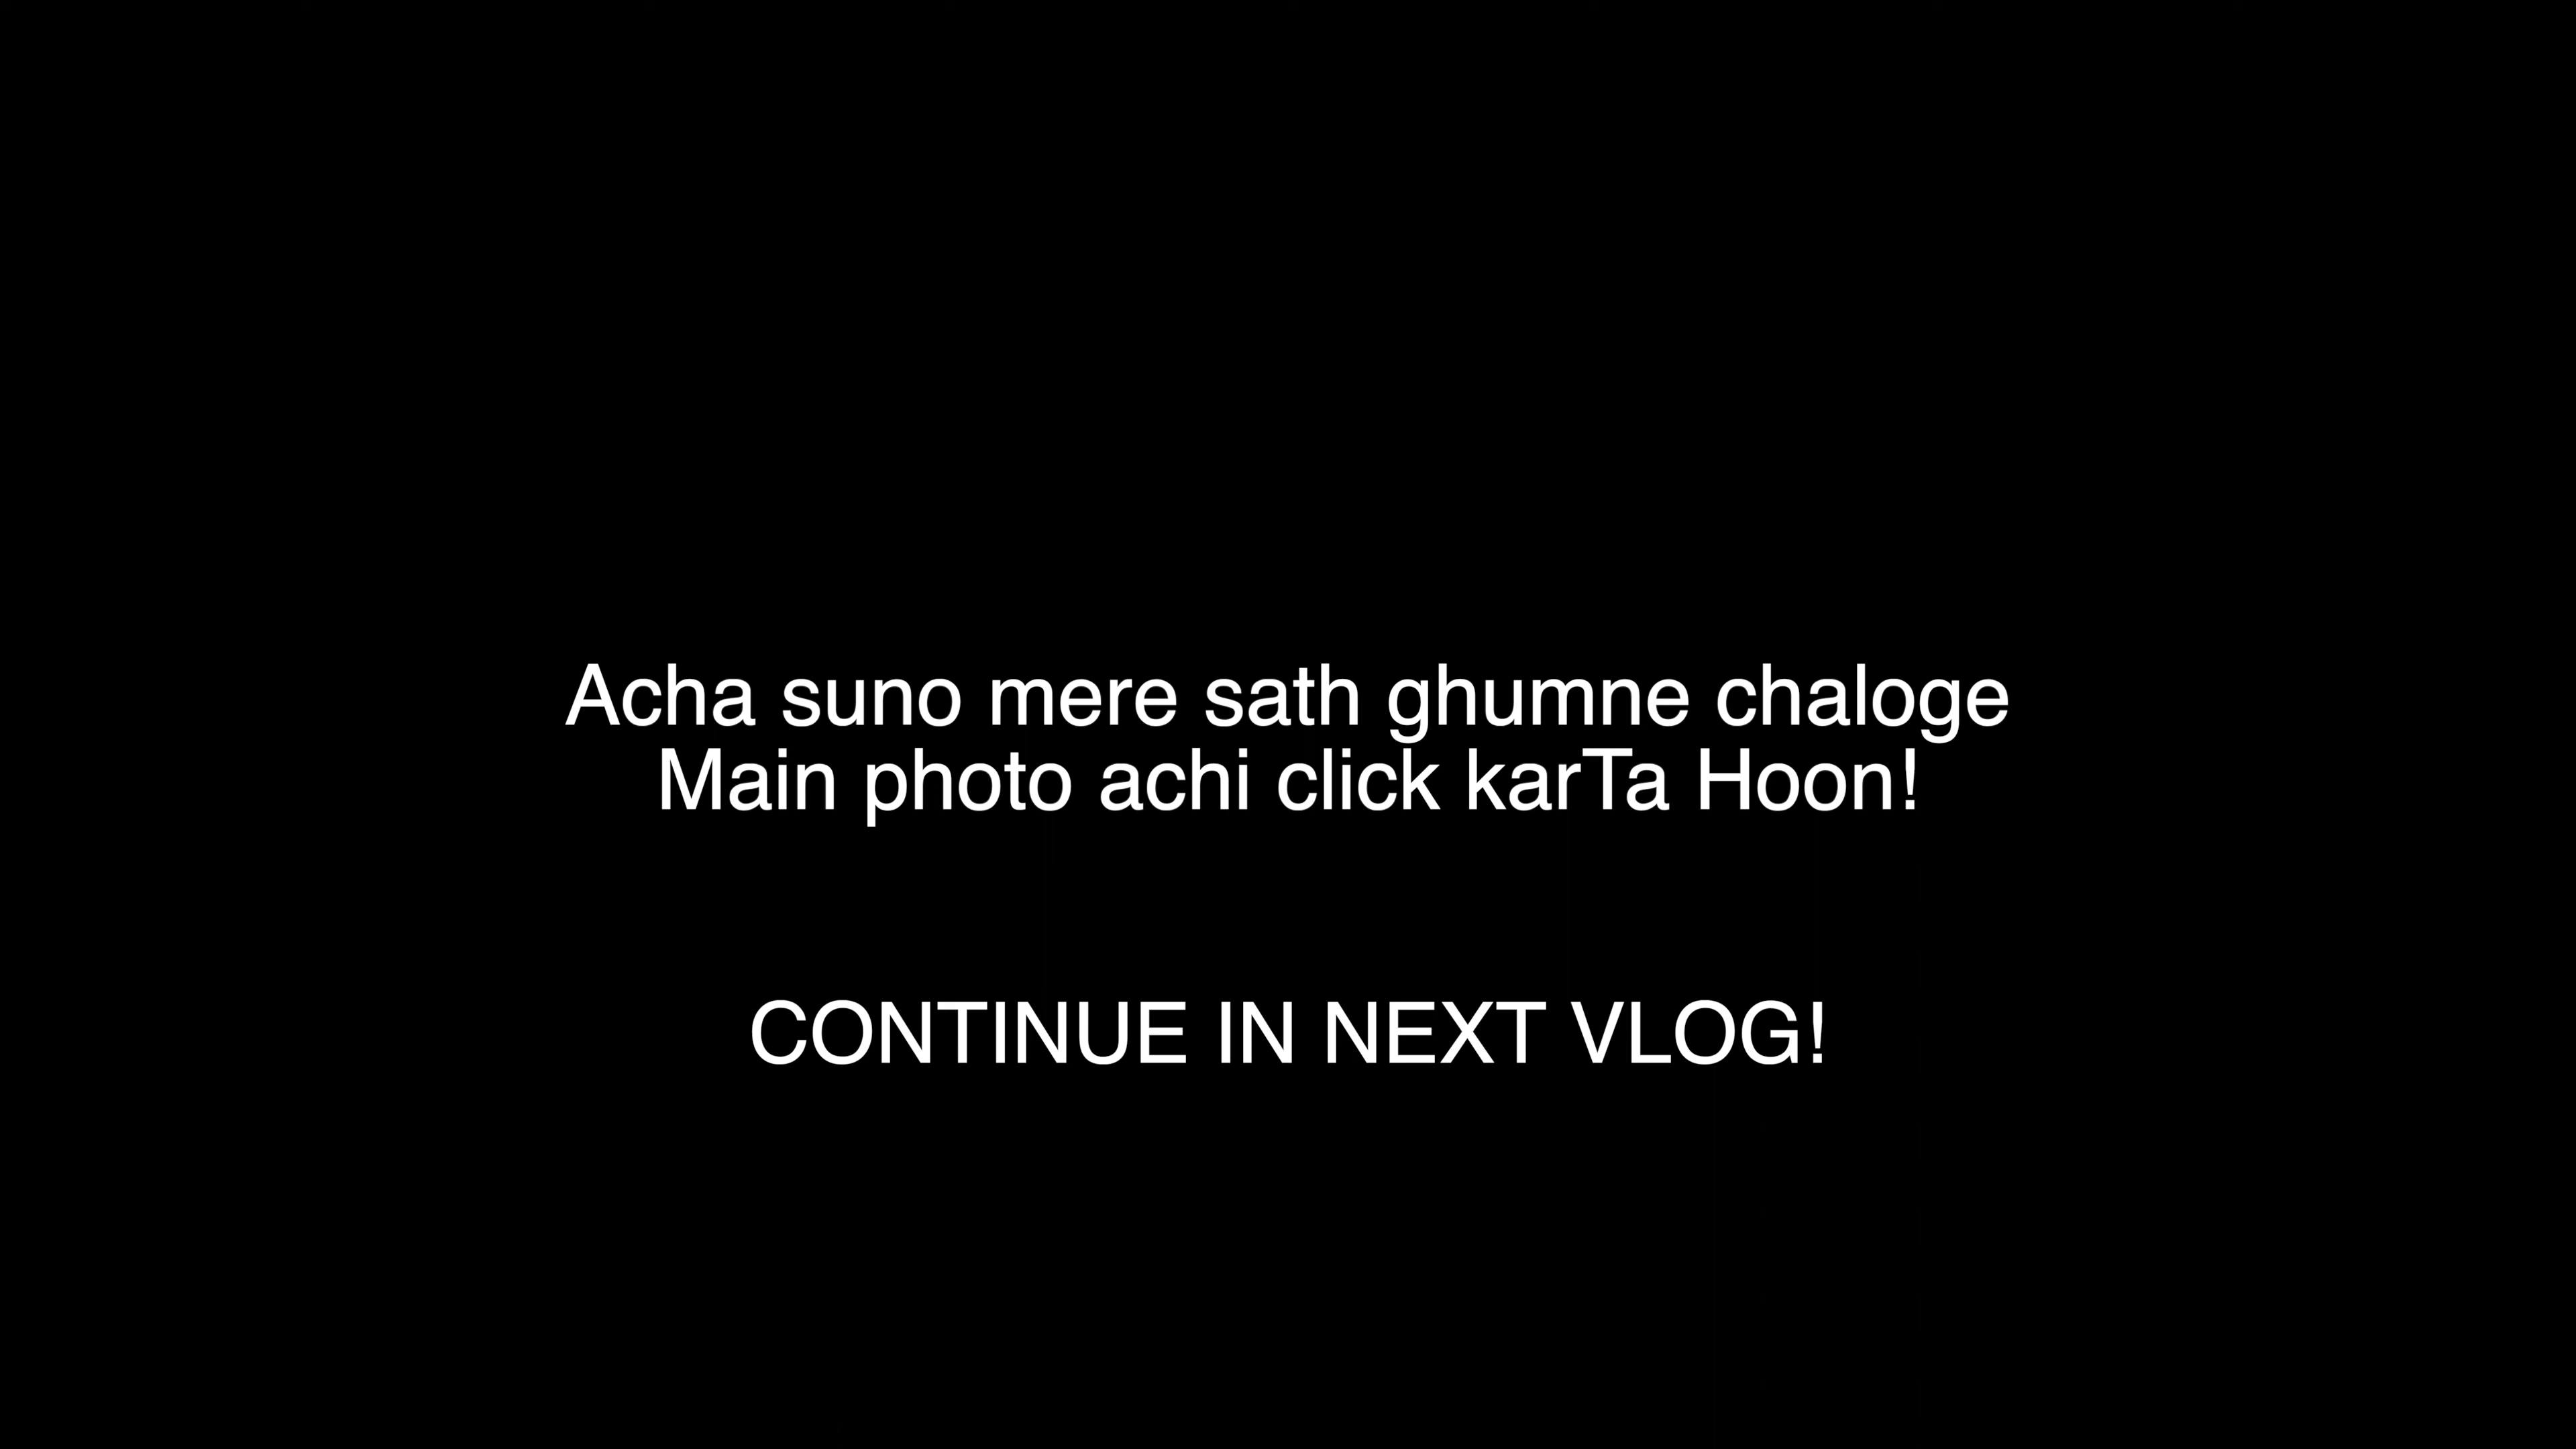 Acha suno mere sath ghumne chaloge
Main photo achi click karTa Hoon!
CONTINUE IN NEXT VLOG!